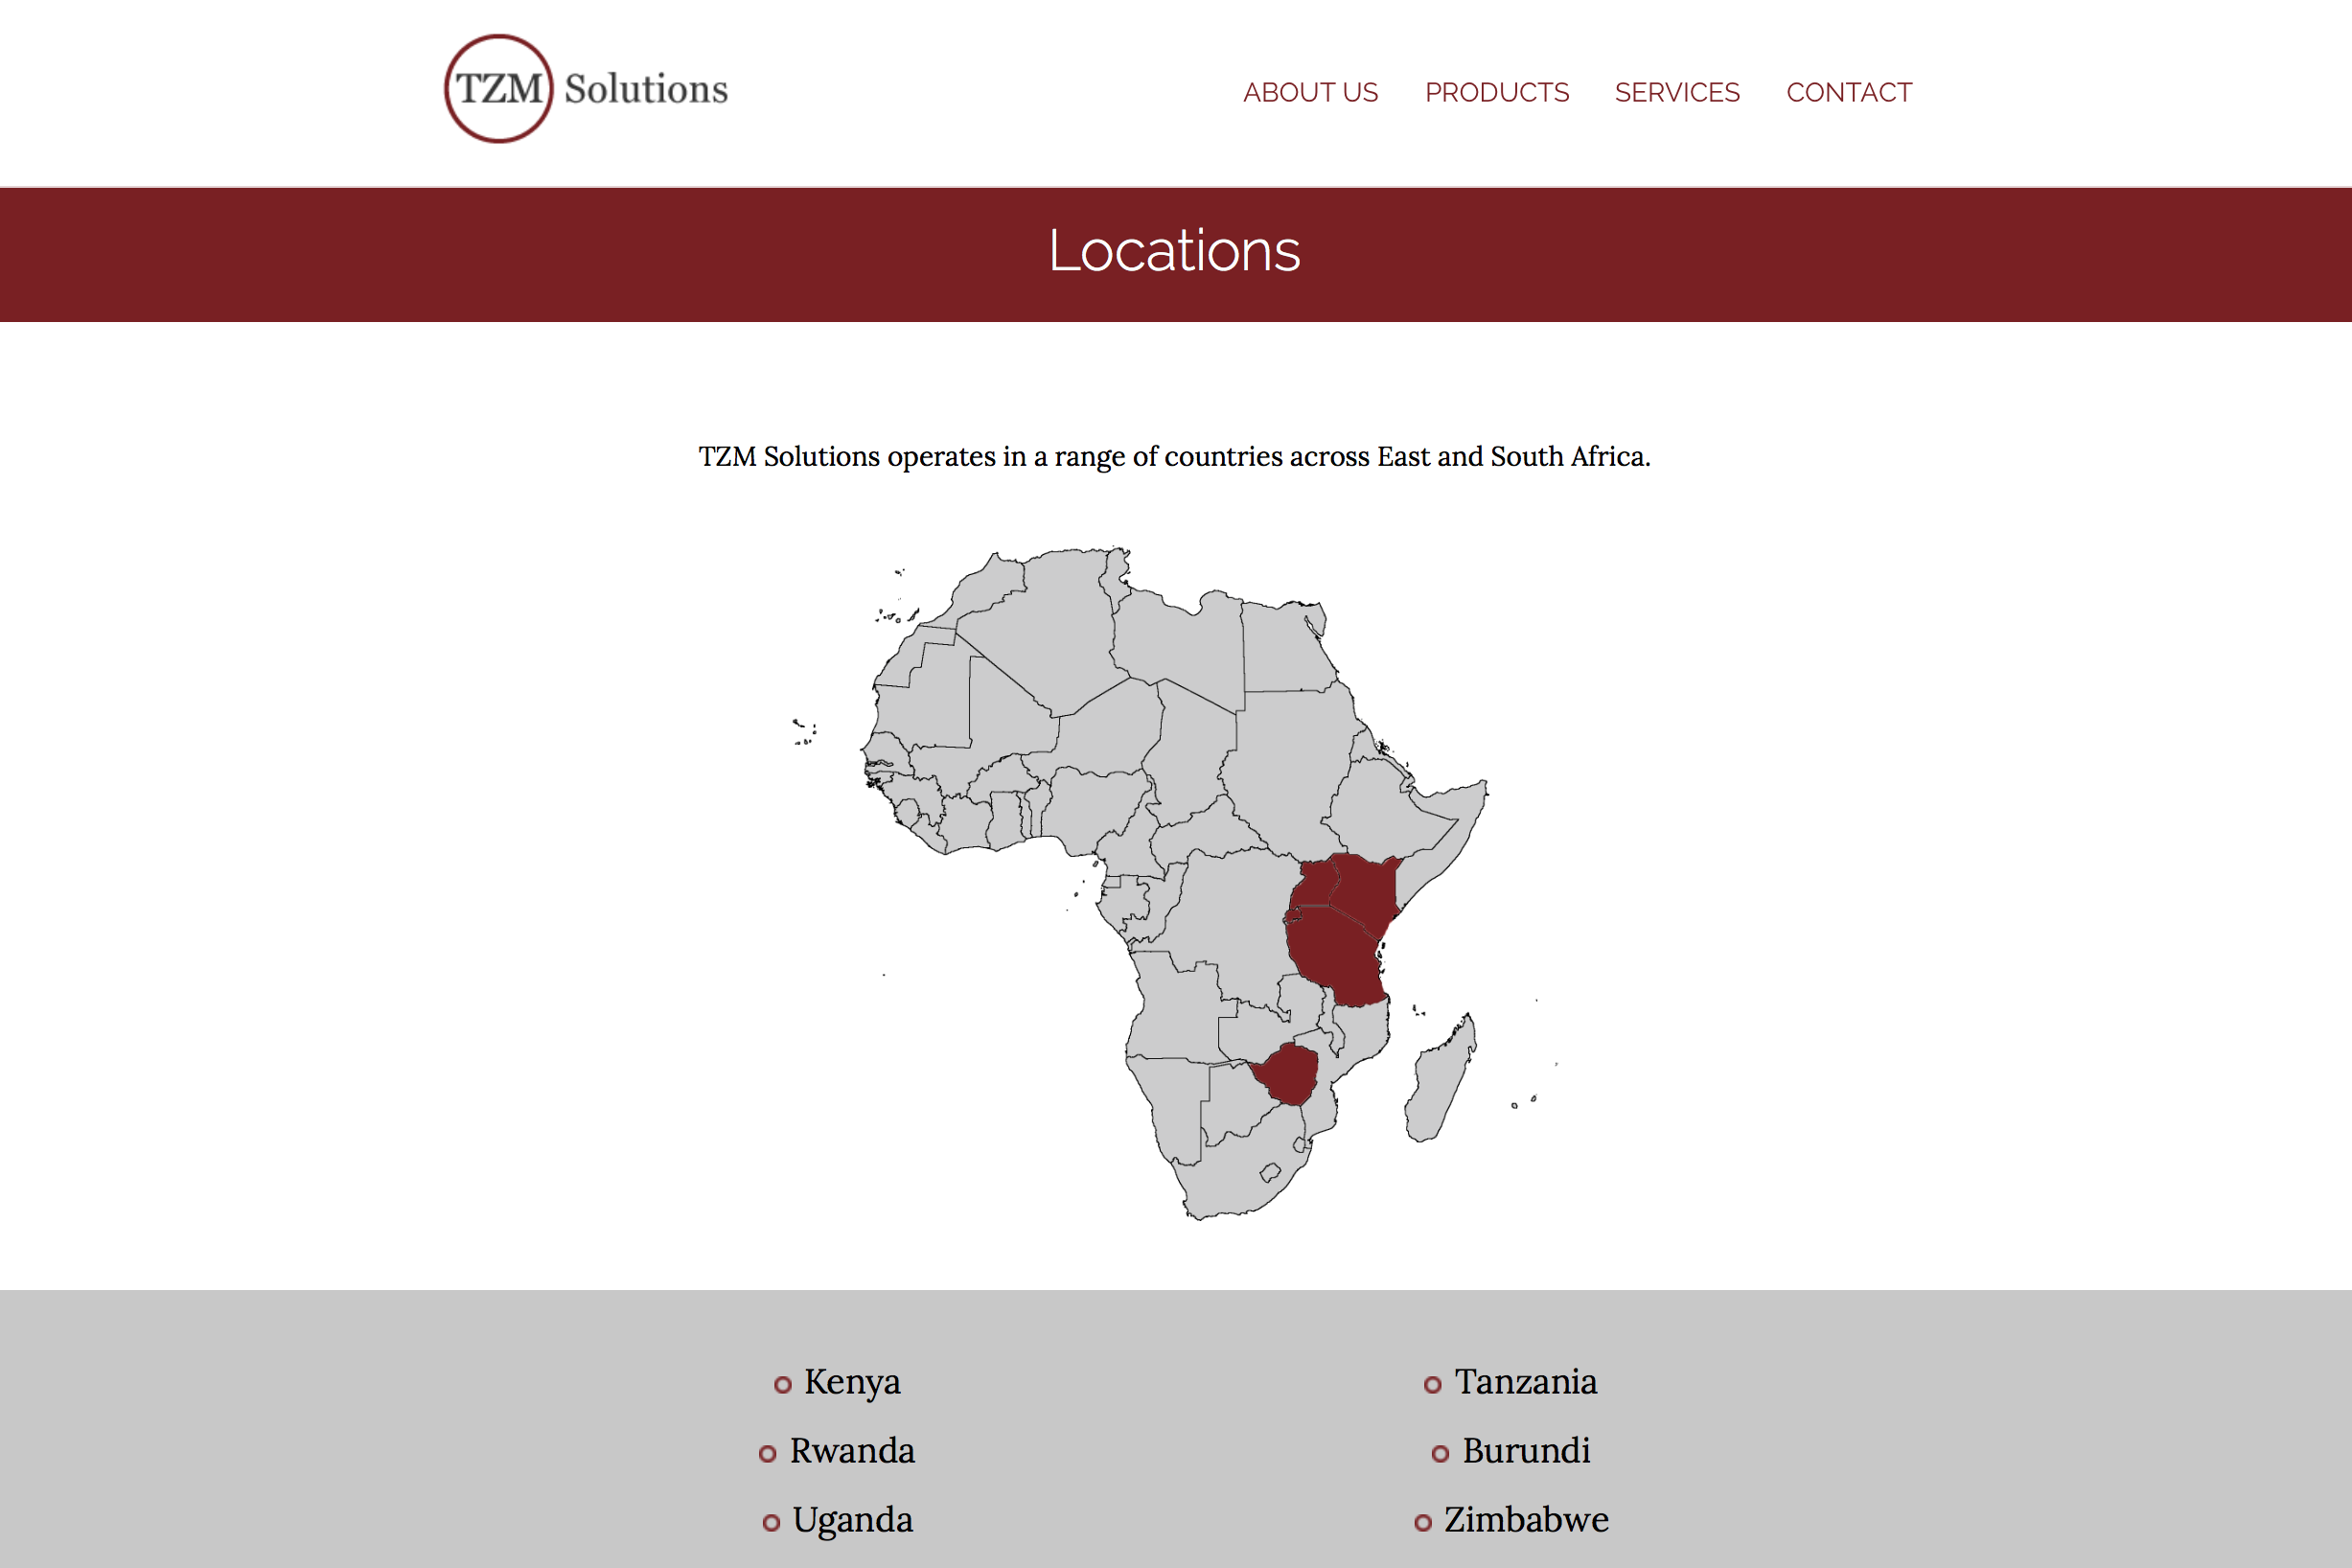 TZM Solutions
ABOUT US PRODUCTS SERVICES CONTACT
Locations
TZM Solutions operates in a range of countries across East and South Africa.
Kenya
Rwanda
Uganda
Tanzania
Burundi
Zimbabwe